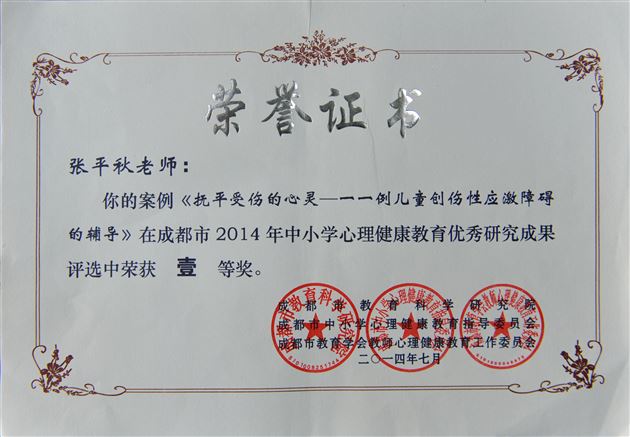 荣誉证书
张平秋老师：
你的案例《抚平受伤的心灵—一一例儿童创伤性应激障碍
的辅导》在成都市2014年中小学心理健康教育优秀研究成果
评选中荣获 壹 等奖。
成都市教育科学研究院
成都市中小学心理健康教育指导委员会
成都市教育学会教师心理健康教育工作委员会
二〇一四年七月